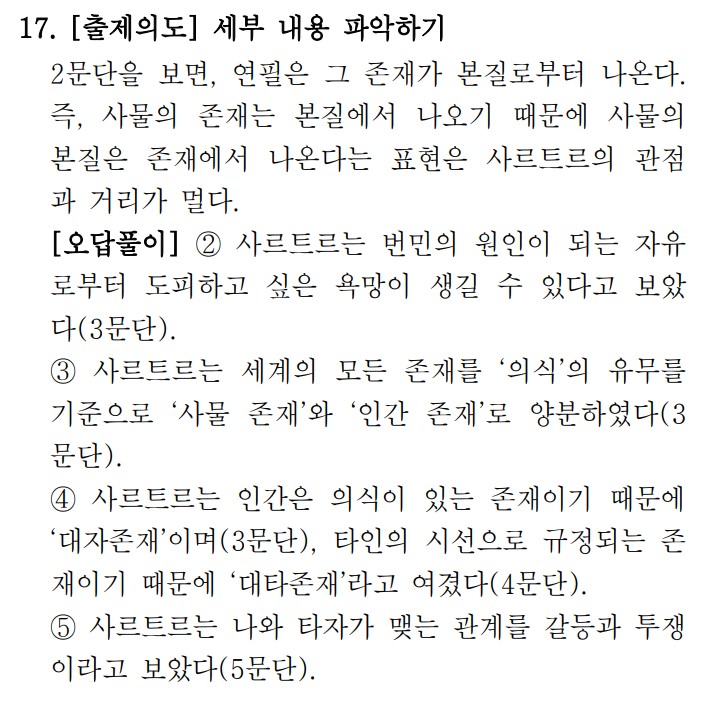 17. [출제의도] 세부 내용 파악하기
2문단을 보면, 연필은 그 존재가 본질로부터 나온다.
즉, 사물의 존재는 본질에서 나오기 때문에 사물의
본질은 존재에서 나온다는 표현은 사르트르의 관점
과 거리가 멀다.
[오답풀이] ② 사르트르는 번민의 원인이 되는 자유
로부터 도피하고 싶은 욕망이 생길 수 있다고 보았
다(3문단).
③ 사르트르는 세계의 모든 존재를 ‘의식’의 유무를
기준으로 ‘사물 존재’와 ‘인간 존재’로 양분하였다(3
문단).
④ 사르트르는 인간은 의식이 있는 존재이기 때문에
‘대자존재’이며(3문단), 타인의 시선으로 규정되는 존
재이기 때문에 ‘대타존재’라고 여겼다(4문단).
⑤ 사르트르는 나와 타자가 맺는 관계를 갈등과 투쟁
이라고 보았다(5문단).